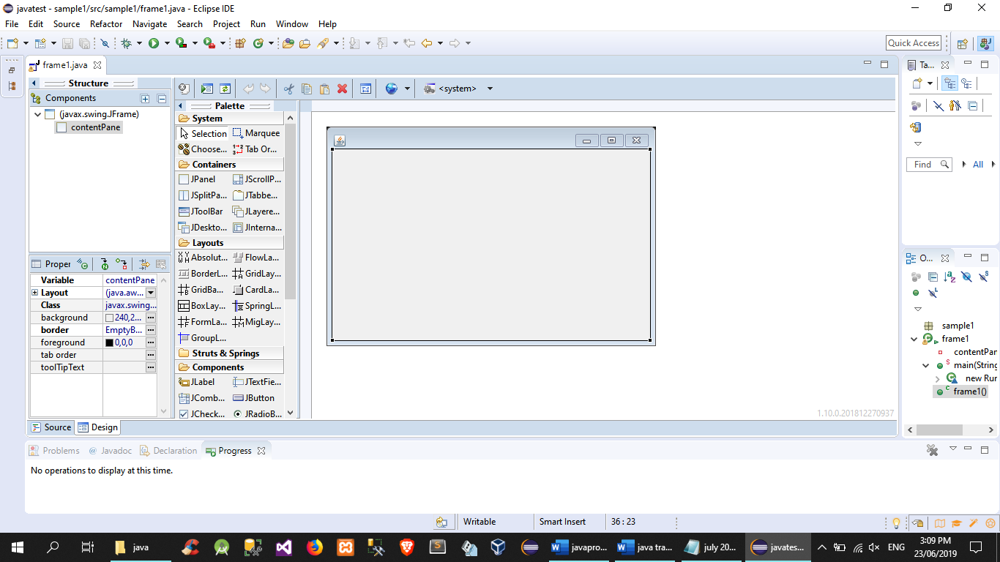 javatest - sample1/src/sample1/frame1.java - Eclipse IDE
File Edit Source Refactor Navigate Search Project Run Window Help
Quick Access
frame1.java
Structure
Components
(javax.swing.JFrame)
contentPane
Proper
Variable contentPane
Layout (java.aw...
Class javax.swing...
background 240,2...
border EmptyB...
foreground 0,0,0
tab order
toolTipText
<system>
Palette
System
Selection Marquee
Choose... Tab Or...
Containers
JPanel JScrollP...
JSplitPa... JTabbe...
JToolBar JLayere...
JDeskto... JInterna...
Layouts
Absolut... FlowLa...
BorderL... GridLay...
GridBa... CardLa...
BoxLay... SpringL...
FormLa... MigLay...
GroupL...
Struts & Springs
Components
JLabel JTextFie...
JComb... JButton
JCheck... JRadioB...
1.10.0.201812270937
Source Design
Ta...
Find All
O...
sample1
frame1
contentPan
main(String
new Run
frame1()
Problems @ Javadoc Declaration Progress
No operations to display at this time.
Writable Smart Insert 36 : 23
java javapro... java tra... july 20... javates... ENG 3:09 PM
23/06/2019